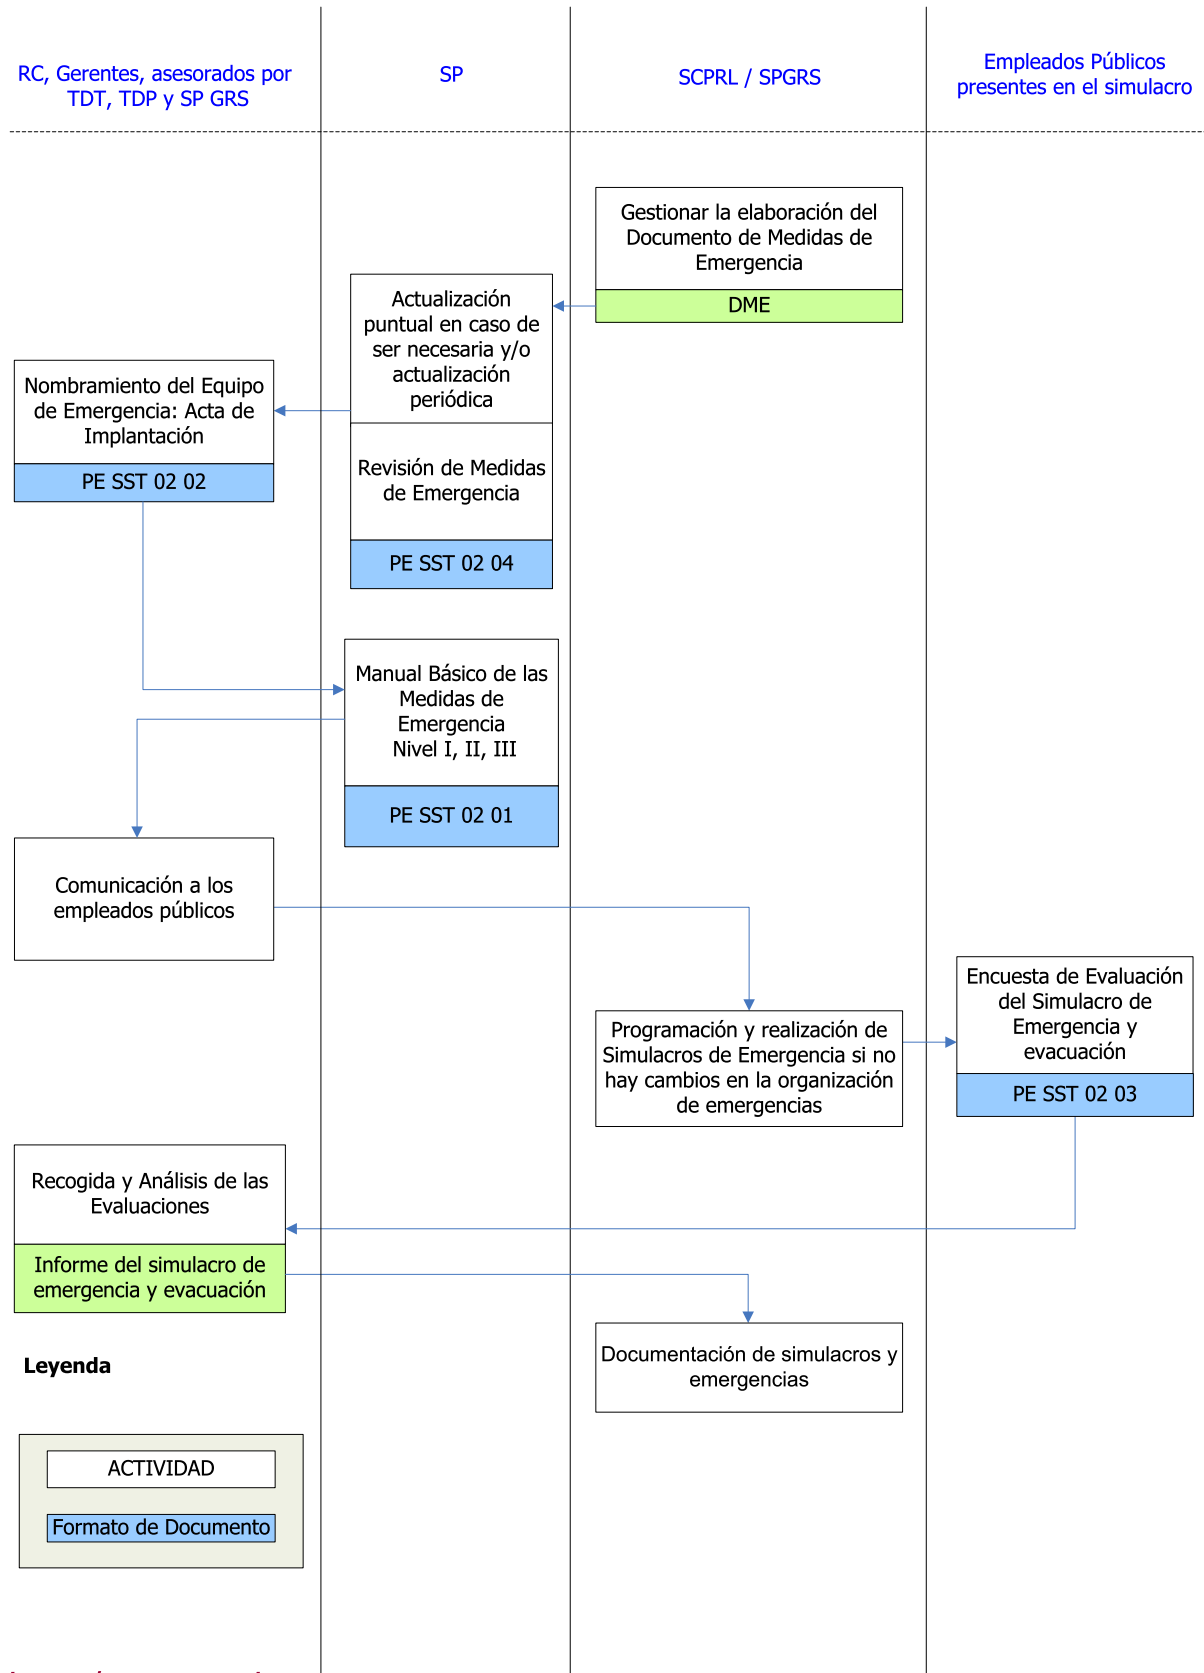 RC, Gerentes, asesorados por
TDT, TDP y SP GRS
SP
SCPRL / SPGRS
Empleados Públicos
presentes en el simulacro
Gestionar la elaboración del
Documento de Medidas de
Emergencia
DME
Actualización
puntual en caso de
ser necesaria y/o
actualización
periódica
Revisión de Medidas
de Emergencia
PE SST 02 04
Nombramiento del Equipo
de Emergencia: Acta de
Implantación
PE SST 02 02
Manual Básico de las
Medidas de
Emergencia
Nivel I, II, III
PE SST 02 01
Comunicación a los
empleados públicos
Programación y realización de
Simulacros de Emergencia si no
hay cambios en la organización
de emergencias
Encuesta de Evaluación
del Simulacro de
Emergencia y
evacuación
PE SST 02 03
Recogida y Análisis de las
Evaluaciones
Informe del simulacro de
emergencia y evacuación
Documentación de simulacros y
emergencias
Leyenda
ACTIVIDAD
Formato de Documento